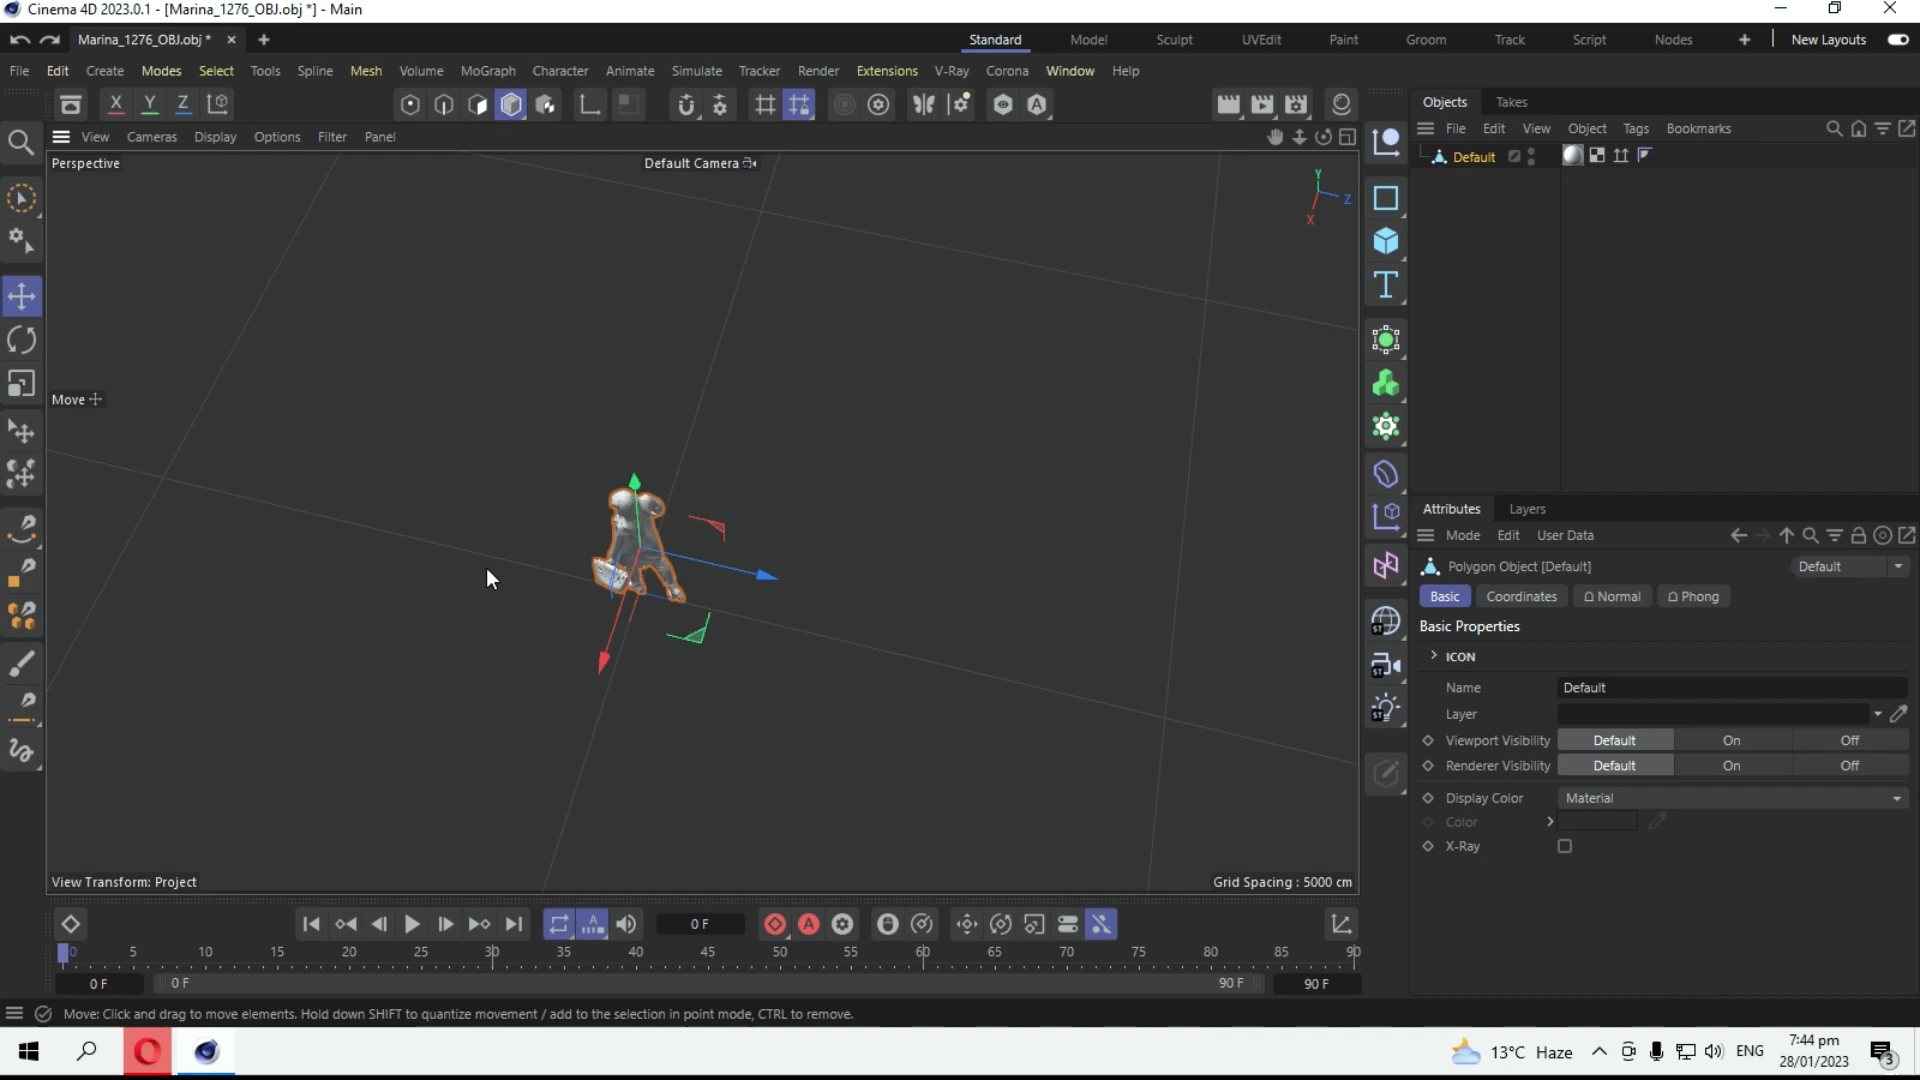 Cinema 4D 2023.0.1 - [Marina_1276_OBJ.obj *] - Main
Marina_1276_OBJ.obj *
Standard Model Sculpt UVEdit Paint Groom Track Script Nodes New Layouts
File Edit Create Modes Select Tools Spline Mesh Volume MoGraph Character Animate Simulate Tracker Render Extensions V-Ray Corona Window Help
X Y Z
Objects Takes
View Cameras Display Options Filter Panel
File Edit View Object Tags Bookmarks
Perspective
Default Camera
Default
Y
Z
X
Move
Attributes Layers
Mode Edit User Data
Polygon Object [Default]
Default
Basic Coordinates Normal Phong
Basic Properties
ICON
Name Default
Layer
Viewport Visibility Default On Off
Renderer Visibility Default On Off
Display Color Material
Color
X-Ray
ST
ST
ST
View Transform: Project
Grid Spacing : 5000 cm
0 F
0 5 10 15 20 25 30 35 40 45 50 55 60 65 70 75 80 85 90
0 F 0 F 90 F 90 F
Move: Click and drag to move elements. Hold down SHIFT to quantize movement / add to the selection in point mode, CTRL to remove.
13°C Haze
ENG
7:44 pm
28/01/2023
3